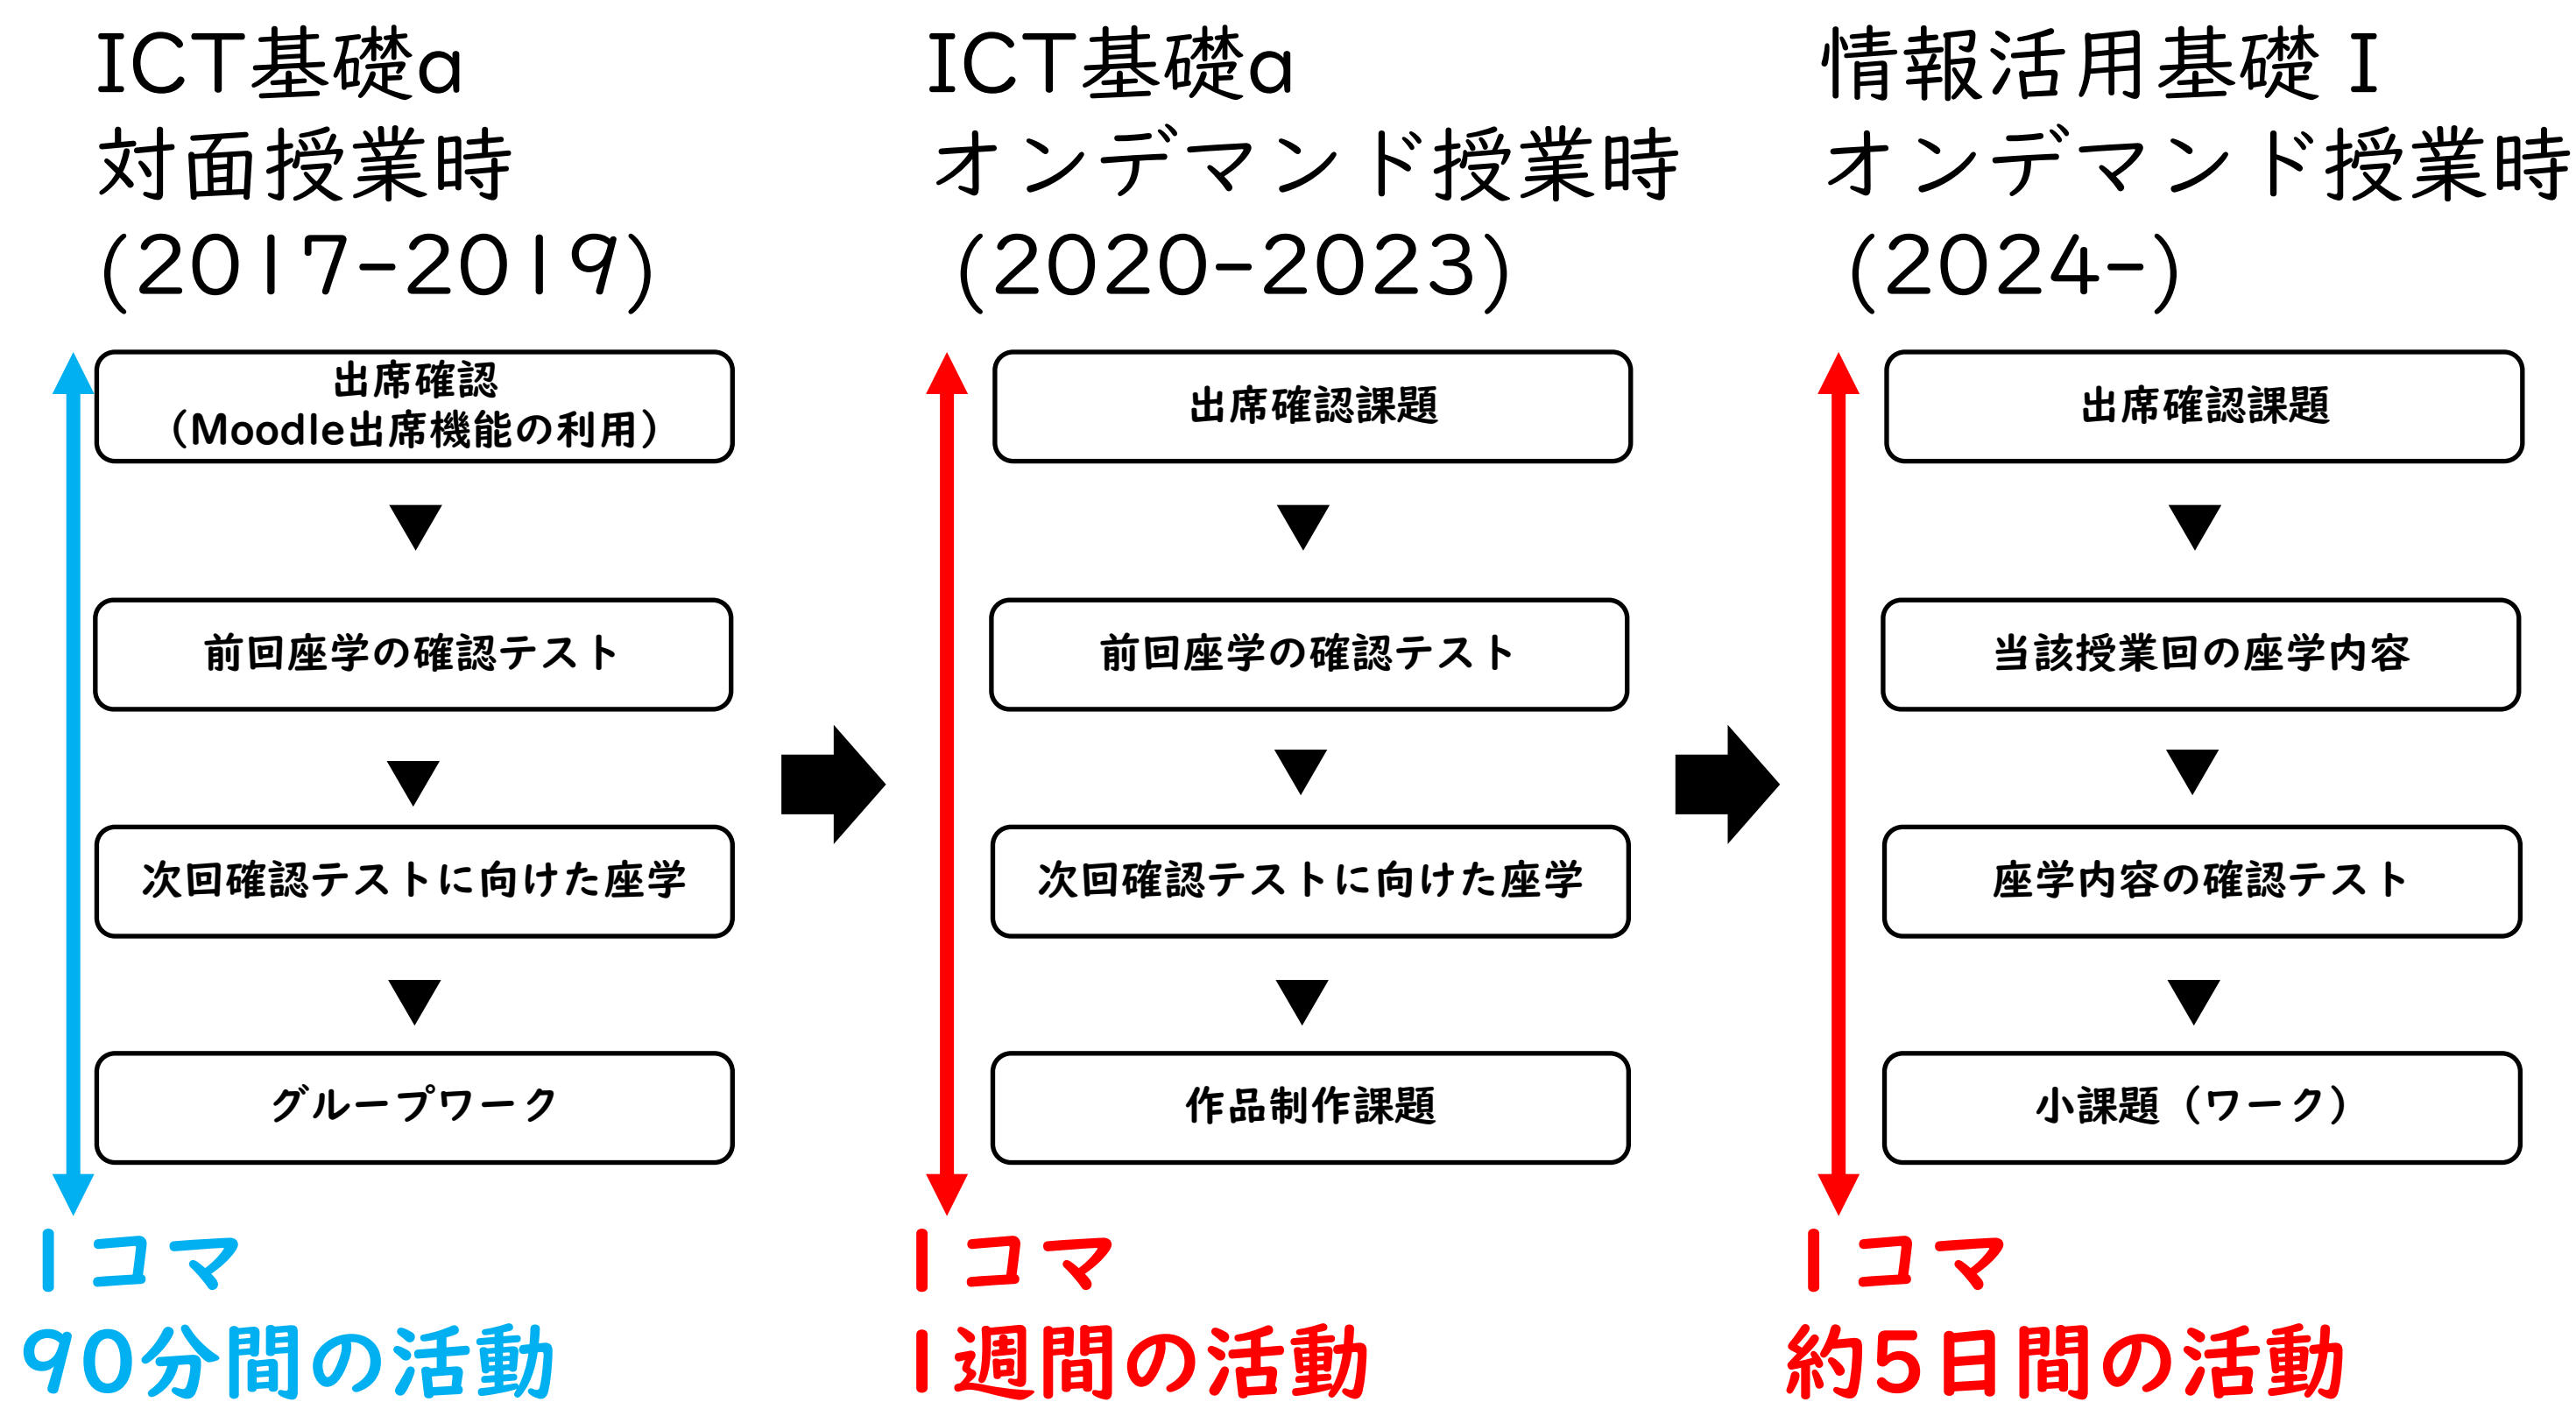 ICT基礎a
対面授業時
(2017-2019)
出席確認
（Moodle出席機能の利用）
前回座学の確認テスト
次回確認テストに向けた座学
グループワーク
1コマ
90分間の活動
ICT基礎a
オンデマンド授業時
(2020-2023)
出席確認課題
前回座学の確認テスト
次回確認テストに向けた座学
作品制作課題
1コマ
1週間の活動
情報活用基礎Ⅰ
オンデマンド授業時
(2024-)
出席確認課題
当該授業回の座学内容
座学内容の確認テスト
小課題（ワーク）
1コマ
約5日間の活動